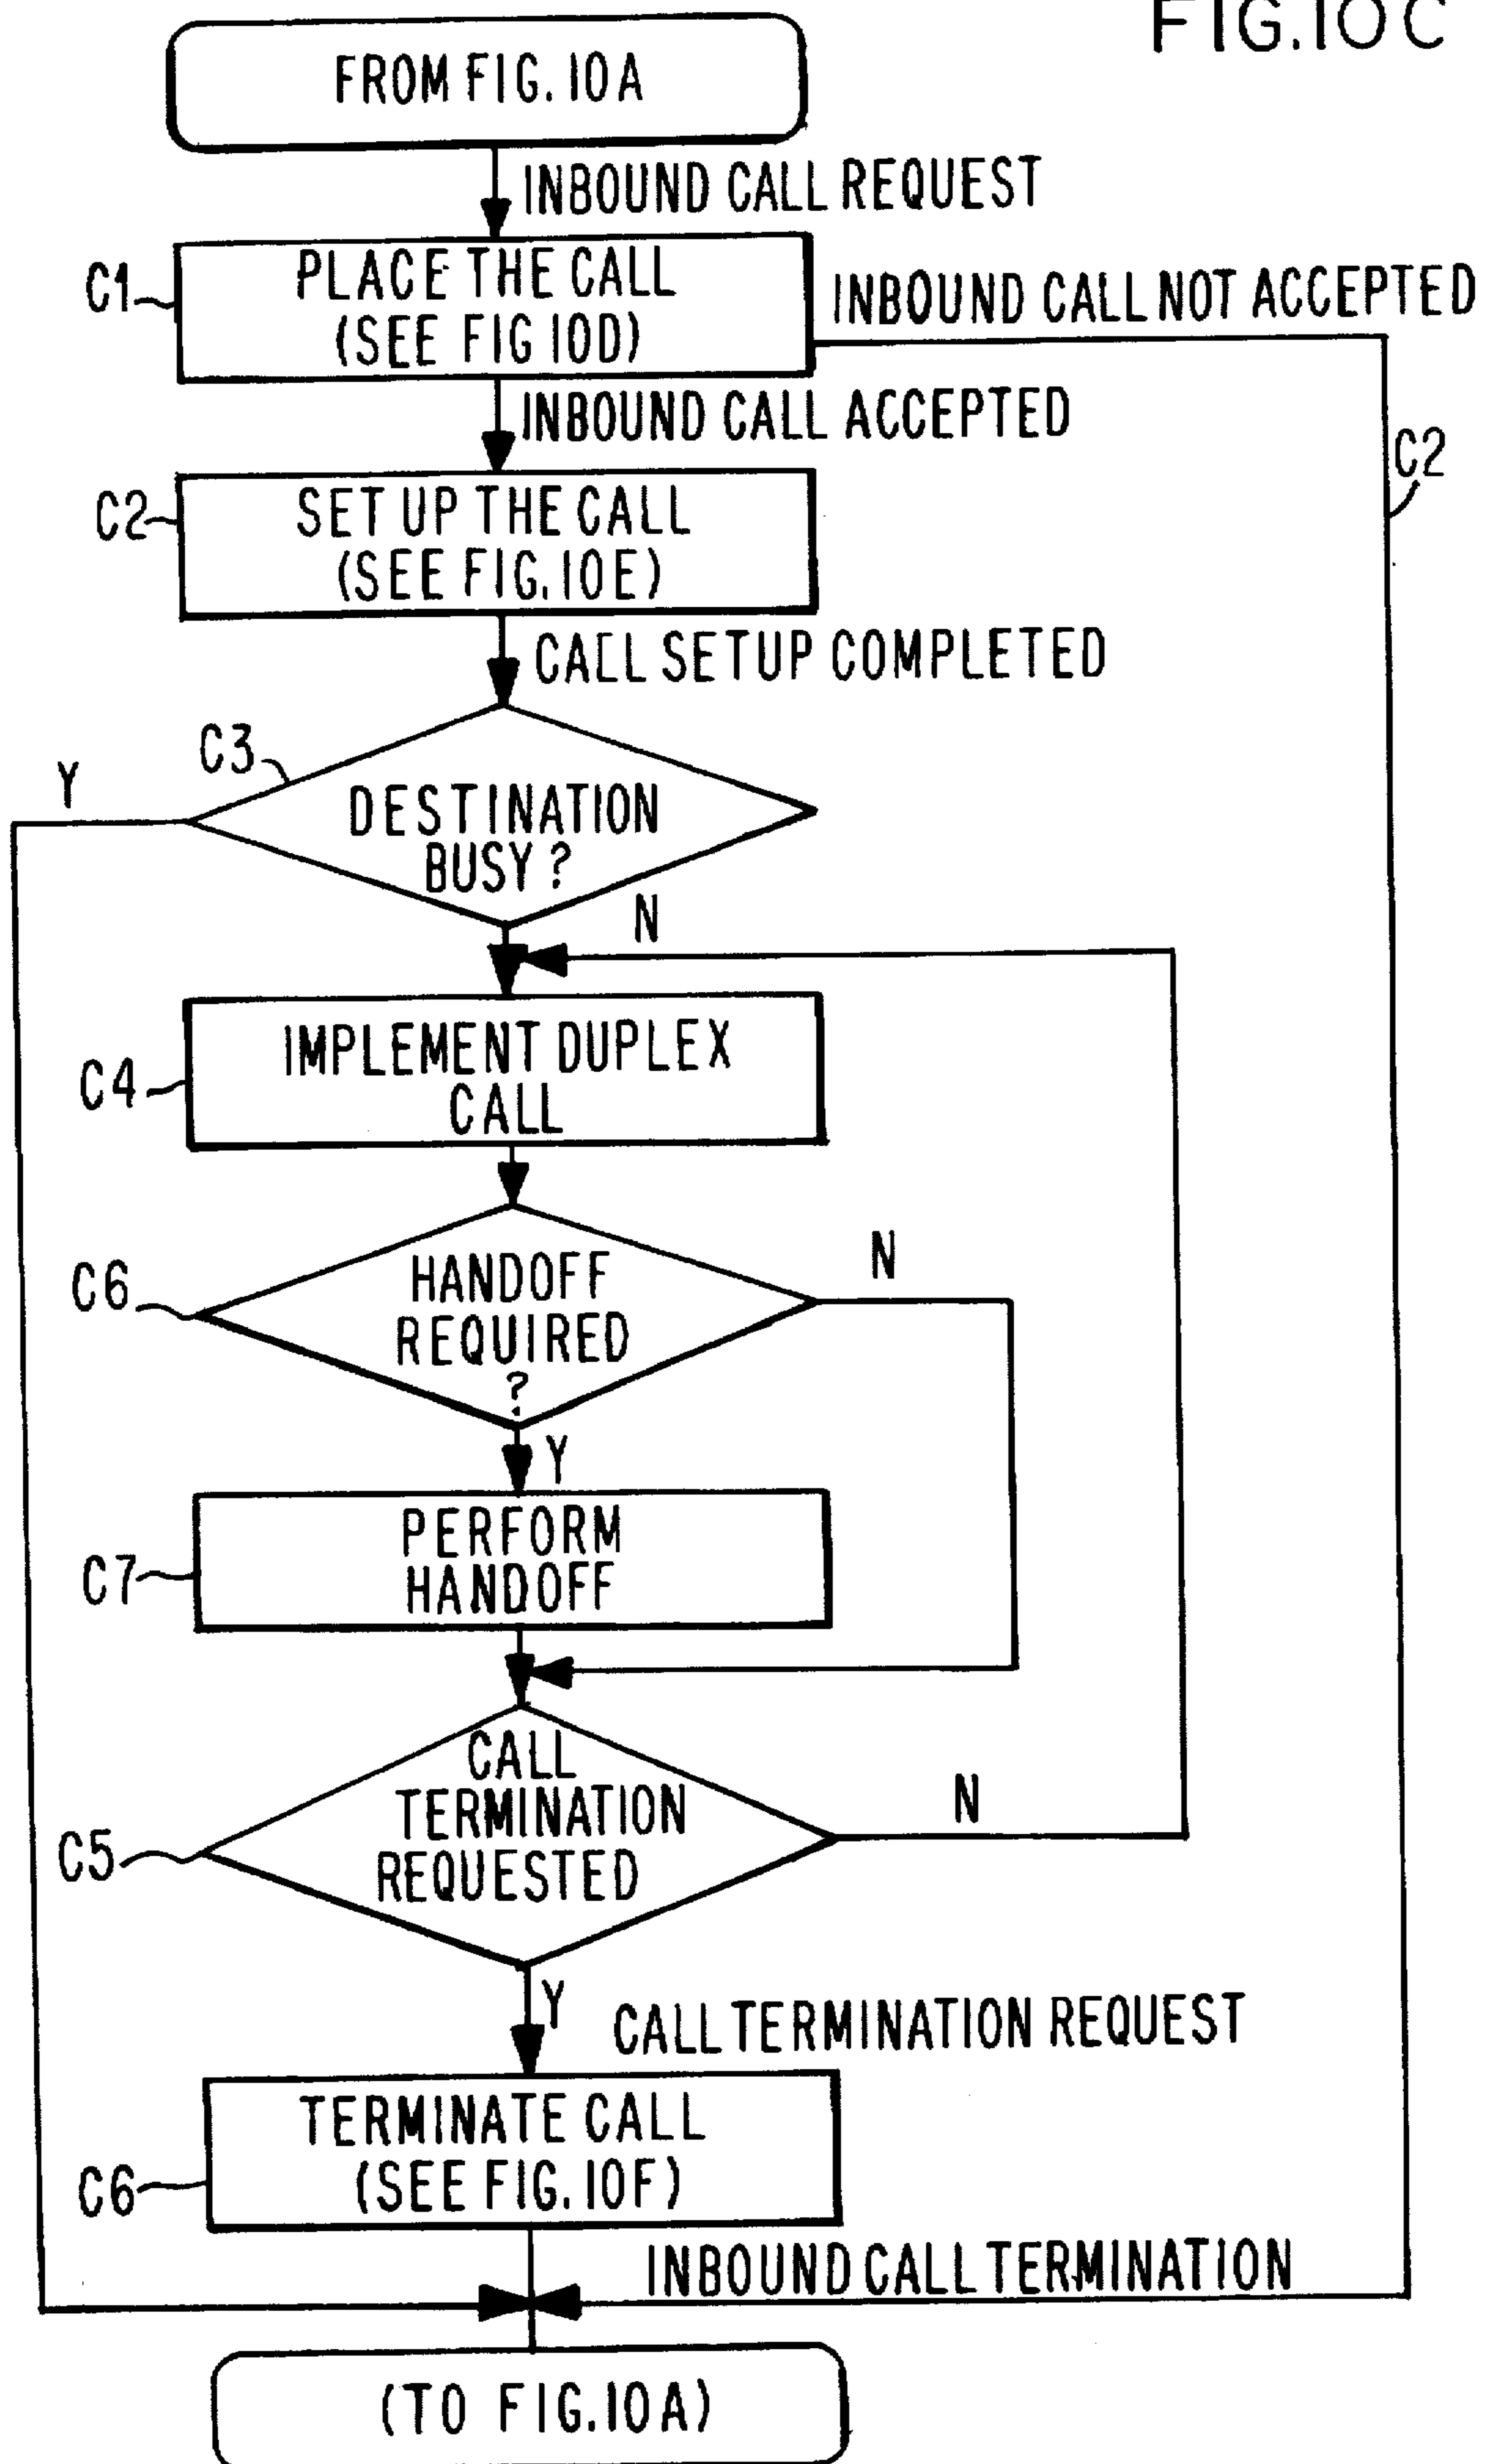 FIG.10C
FROM FIG. 10A
INBOUND CALL REQUEST
C1
PLACE THE CALL
(SEE FIG 10D)
INBOUND CALL NOT ACCEPTED
INBOUND CALL ACCEPTED
C2
C2
SET UP THE CALL
(SEE FIG. 10E)
CALL SETUP COMPLETED
C3
Y
DESTINATION
BUSY?
N
C4
IMPLEMENT DUPLEX
CALL
C6
HANDOFF
REQUIRED
?
N
Y
C7
PERFORM
HANDOFF
C5
CALL
TERMINATION
REQUESTED
N
Y
CALL TERMINATION REQUEST
C6
TERMINATE CALL
(SEE FIG. 10F)
INBOUND CALL TERMINATION
(TO FIG.10A)